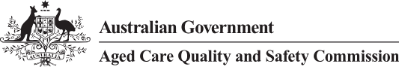 Australian Government
Aged Care Quality and Safety Commission